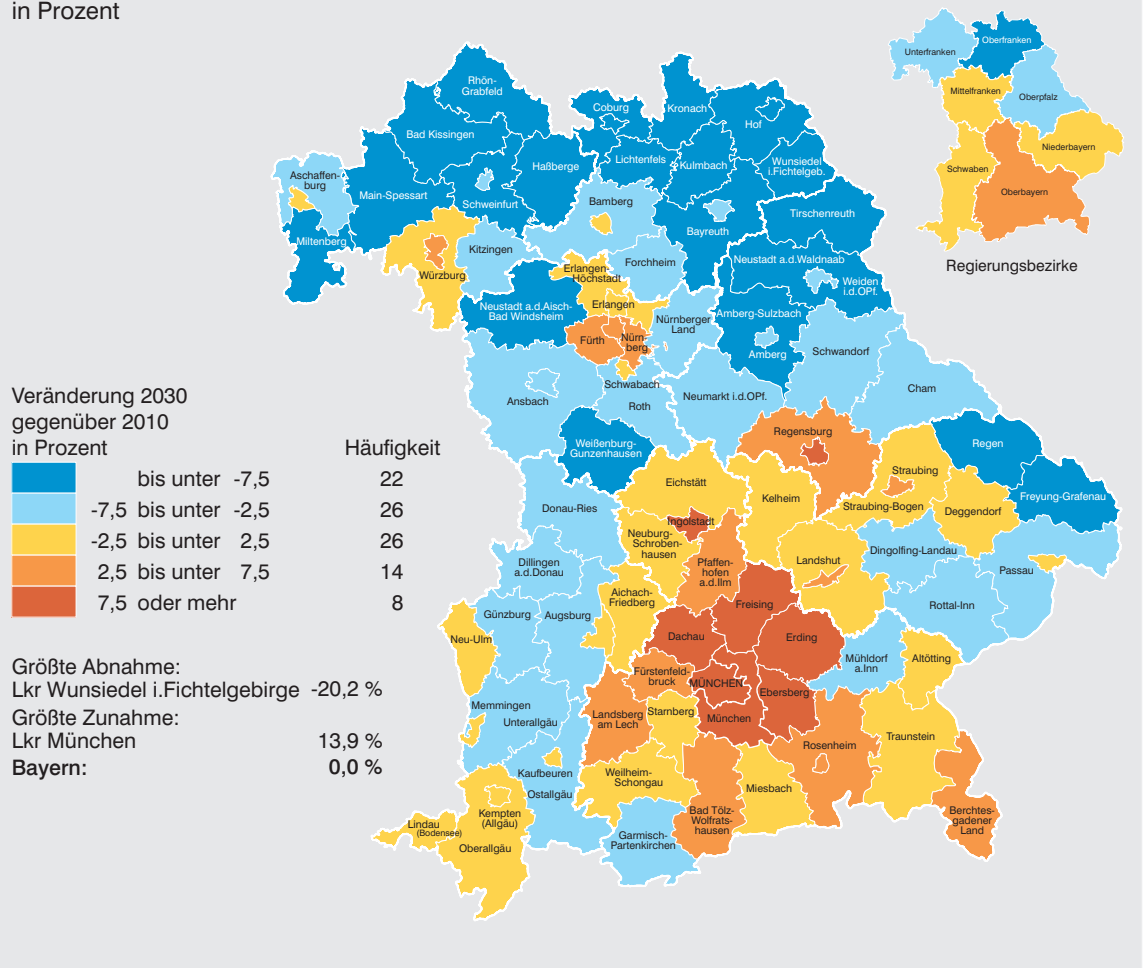 in Prozent
Unterfranken
Oberfranken
Mittelfranken
Oberpfalz
Niederbayern
Schwaben
Oberbayern
Regierungsbezirke
Rhön-
Grabfeld
Coburg
Kronach
Hof
Bad Kissingen
Lichtenfels
Kulmbach
Wunsiedel
i.Fichtelgeb.
Haßberge
Aschaffen-
burg
Main-Spessart
Schweinfurt
Bamberg
Bayreuth
Tirschenreuth
Miltenberg
Kitzingen
Forchheim
Neustadt a.d.Waldnaab
Würzburg
Erlangen-
Höchstadt
Weiden
i.d.OPf.
Neustadt a.d.Aisch-
Bad Windsheim
Erlangen
Nürnberger
Land
Amberg-Sulzbach
Fürth
Nürn-
berg
Amberg
Schwandorf
Ansbach
Schwabach
Roth
Neumarkt i.d.OPf.
Cham
Weißenburg-
Gunzenhausen
Regensburg
Regen
Straubing
Freyung-Grafenau
Eichstätt
Kelheim
Straubing-Bogen
Deggendorf
Donau-Ries
Ingolstadt
Neuburg-
Schroben-
hausen
Dingolfing-Landau
Landshut
Passau
Dillingen
a.d.Donau
Pfaffen-
hofen
a.d.Ilm
Aichach-
Friedberg
Rottal-Inn
Günzburg
Augsburg
Freising
Neu-Ulm
Dachau
Erding
Mühldorf
a.Inn
Altötting
Fürstenfeld-
bruck
MÜNCHEN
Ebersberg
Memmingen
Unterallgäu
Landsberg
am Lech
Starnberg
München
Traunstein
Rosenheim
Kaufbeuren
Ostallgäu
Weilheim-
Schongau
Miesbach
Kempten
(Allgäu)
Lindau
(Bodensee)
Oberallgäu
Garmisch-
Partenkirchen
Bad Tölz-
Wolfrats-
hausen
Berchtes-
gadener
Land
Veränderung 2030
gegenüber 2010
in Prozent Häufigkeit
bis unter -7,5 22
-7,5 bis unter -2,5 26
-2,5 bis unter 2,5 26
2,5 bis unter 7,5 14
7,5 oder mehr 8
Größte Abnahme:
Lkr Wunsiedel i.Fichtelgebirge -20,2 %
Größte Zunahme:
Lkr München 13,9 %
Bayern: 0,0 %